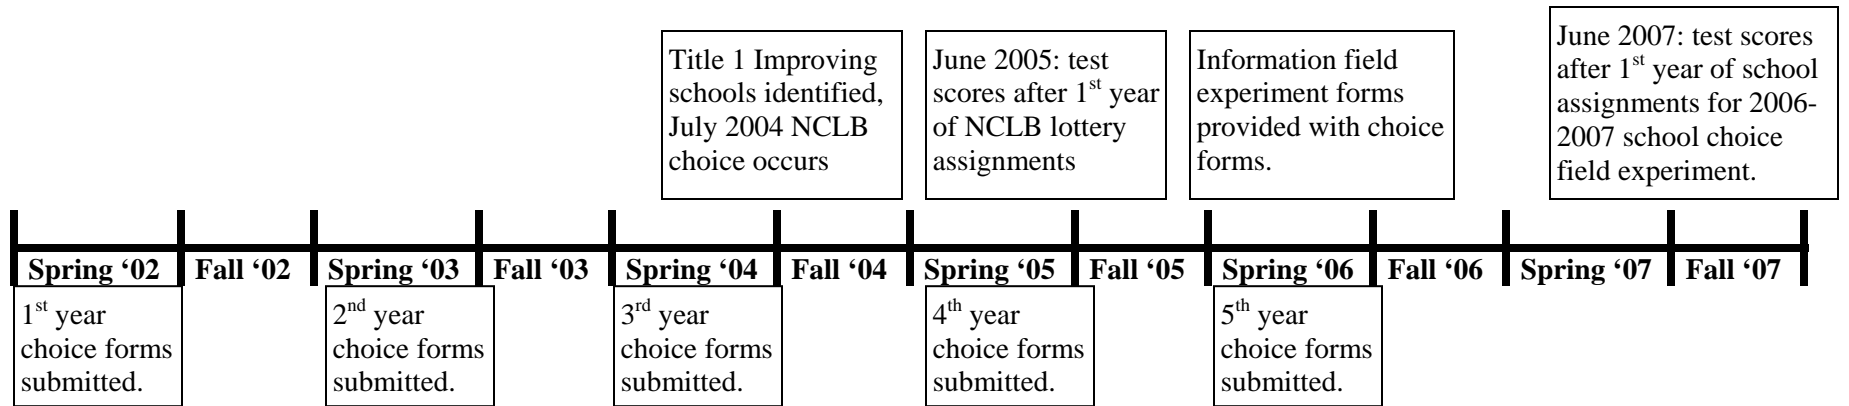 Title 1 Improving
schools identified,
July 2004 NCLB
choice occurs
June 2005: test
scores after 1st year
of NCLB lottery
assignments
Information field
experiment forms
provided with choice
forms.
June 2007: test scores
after 1st year of school
assignments for 2006-
2007 school choice
field experiment.
Spring ‘02 Fall ‘02 Spring ‘03 Fall ‘03 Spring ‘04 Fall ‘04 Spring ‘05 Fall ‘05 Spring ‘06 Fall ‘06 Spring ‘07 Fall ‘07
1st year
choice forms
submitted.
2nd year
choice forms
submitted.
3rd year
choice forms
submitted.
4th year
choice forms
submitted.
5th year
choice forms
submitted.